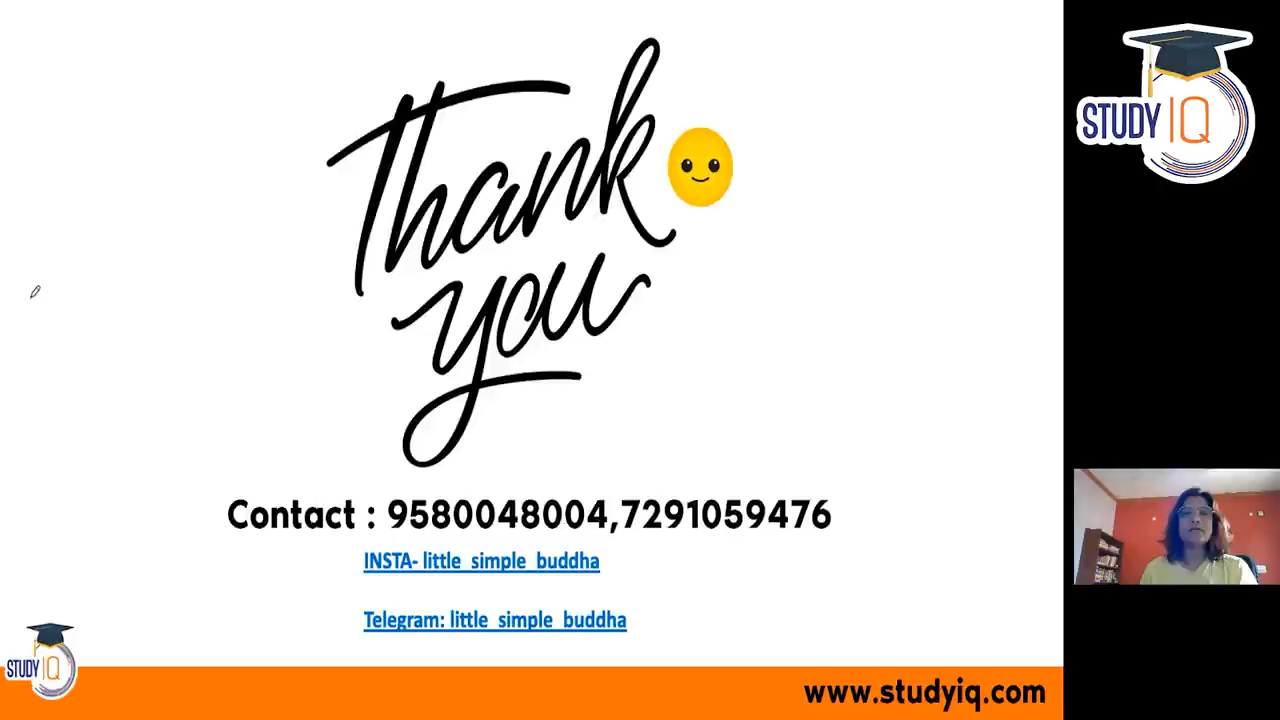 STUDY IQ
Thank
you
Contact : 9580048004,7291059476
INSTA- little_simple_buddha
Telegram: little_simple_buddha
STUDY IQ
www.studyiq.com